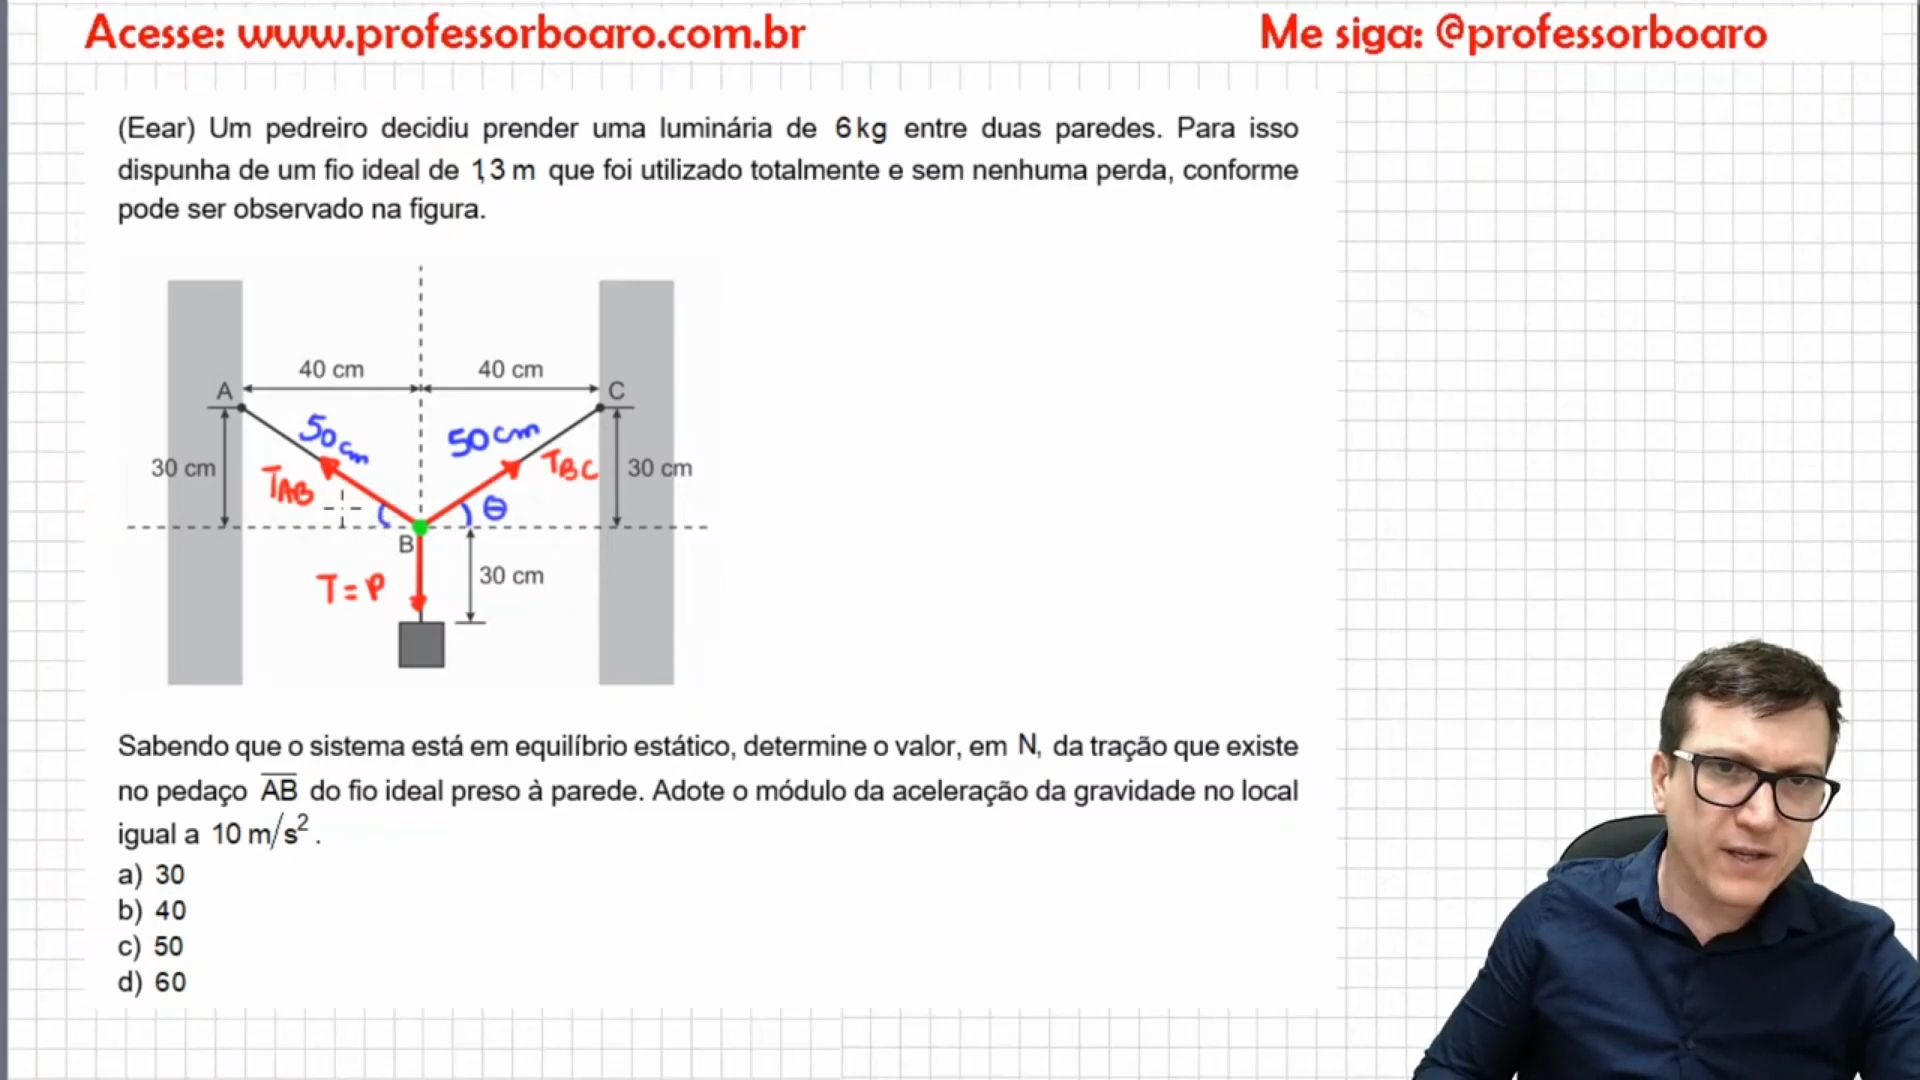 Acesse: www.professorboaro.com.br
Me siga: @professorboaro
(Eear) Um pedreiro decidiu prender uma luminária de 6 kg entre duas paredes. Para isso
dispunha de um fio ideal de 1,3 m que foi utilizado totalmente e sem nenhuma perda, conforme
pode ser observado na figura.
40 cm
40 cm
A
C
50 cm
50 cm
30 cm
TAB
TBC
30 cm
θ
B
T=P
30 cm
Sabendo que o sistema está em equilíbrio estático, determine o valor, em N, da tração que existe
no pedaço A̅B̅ do fio ideal preso à parede. Adote o módulo da aceleração da gravidade no local
igual a 10 m/s².
a) 30
b) 40
c) 50
d) 60